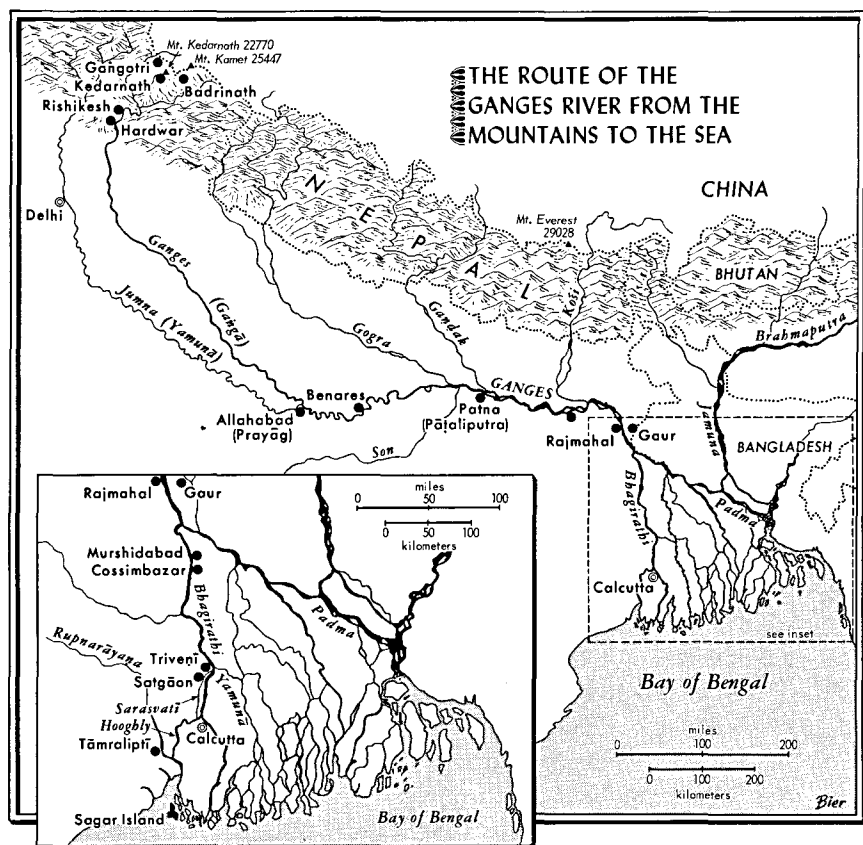 THE ROUTE OF THE
GANGES RIVER FROM THE
MOUNTAINS TO THE SEA
Mt. Kedarnath 22770
Mt. Kamet 25447
Gangotri
Kedarnath
Badrinath
Rishikesh
Hardwar
Delhi
NEPAL
CHINA
Mt. Everest
29028
BHUTAN
Ganges
(Gaṅgā)
Jumna (Yamunā)
Gogra
Gandak
Kosi
Brahmaputra
Benares
GANGES
Allahabad
(Prayāg)
Patna
(Pāṭaliputra)
Son
Rajmahal
Gaur
Jamuna
BANGLADESH
Bhagirathi
Padma
Calcutta
see inset
Bay of Bengal
miles
0 100 200
0 100 200
kilometers
Bier
Rajmahal
Gaur
miles
0 50 100
0 50 100
kilometers
Murshidabad
Cossimbazar
Bhagirathi
Padma
Rupnarāyana
Triveṇī
Satgāon
Yamunā
Sarasvatī
Hooghly
Calcutta
Tāmraliptī
Sagar Island
Bay of Bengal